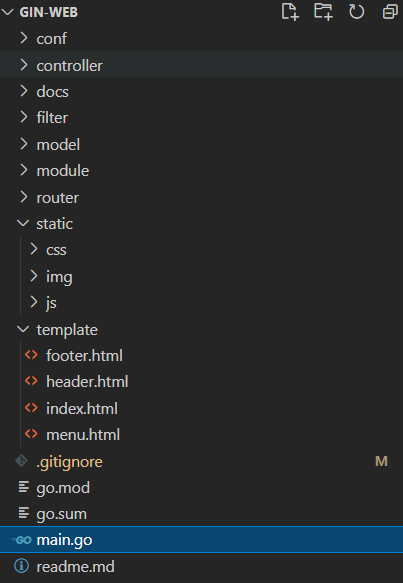 GIN-WEB
conf
controller
docs
filter
model
module
router
static
css
img
js
template
footer.html
header.html
index.html
menu.html
.gitignore M
go.mod
go.sum
GO main.go
readme.md